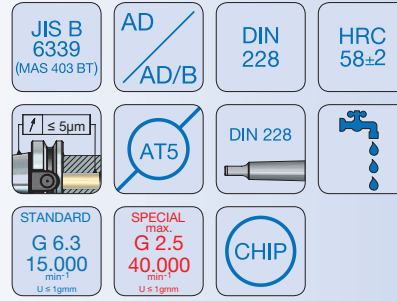 JIS B
6339
(MAS 403 BT)
AD
AD/B
DIN
228
HRC
58±2
↗ ≤ 5µm
AT5
DIN 228
STANDARD
G 6.3
15.000
min⁻¹
U ≤ 1gmm
SPECIAL
max.
G 2.5
40.000
min⁻¹
U ≤ 1gmm
CHIP